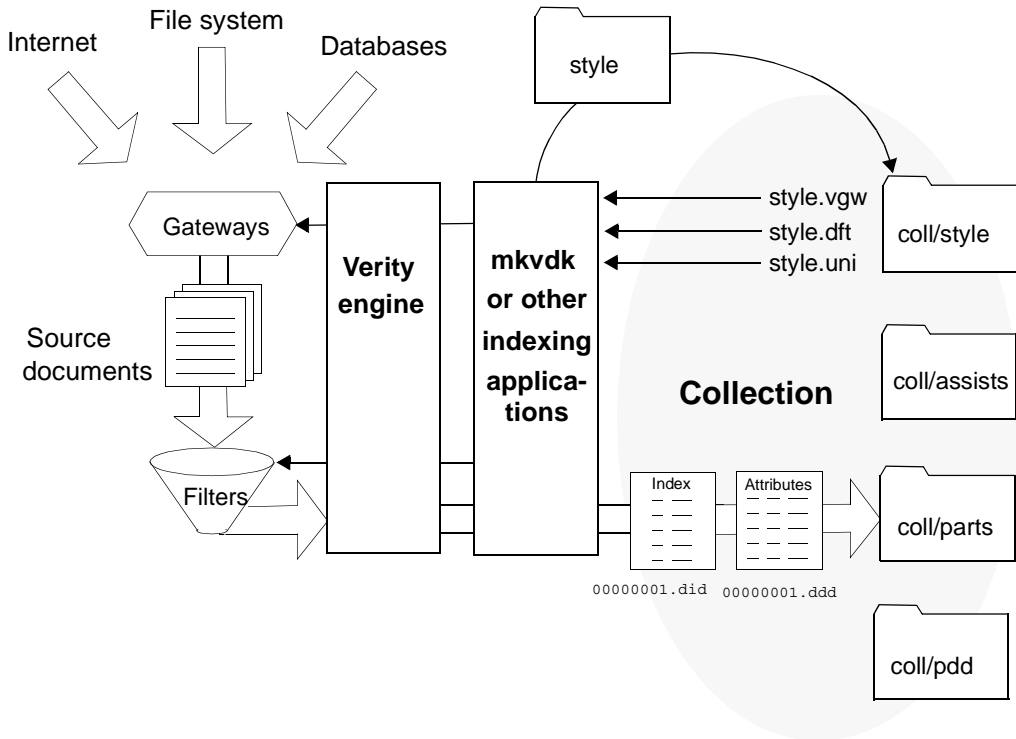 File system
Internet
Databases
style
Gateways
Verity
engine
mkvdk
or other
indexing
applica-
tions
style.vgw
style.dft
style.uni
coll/style
Source
documents
Collection
coll/assists
Filters
Index
Attributes
coll/parts
00000001.did
00000001.ddd
coll/pdd